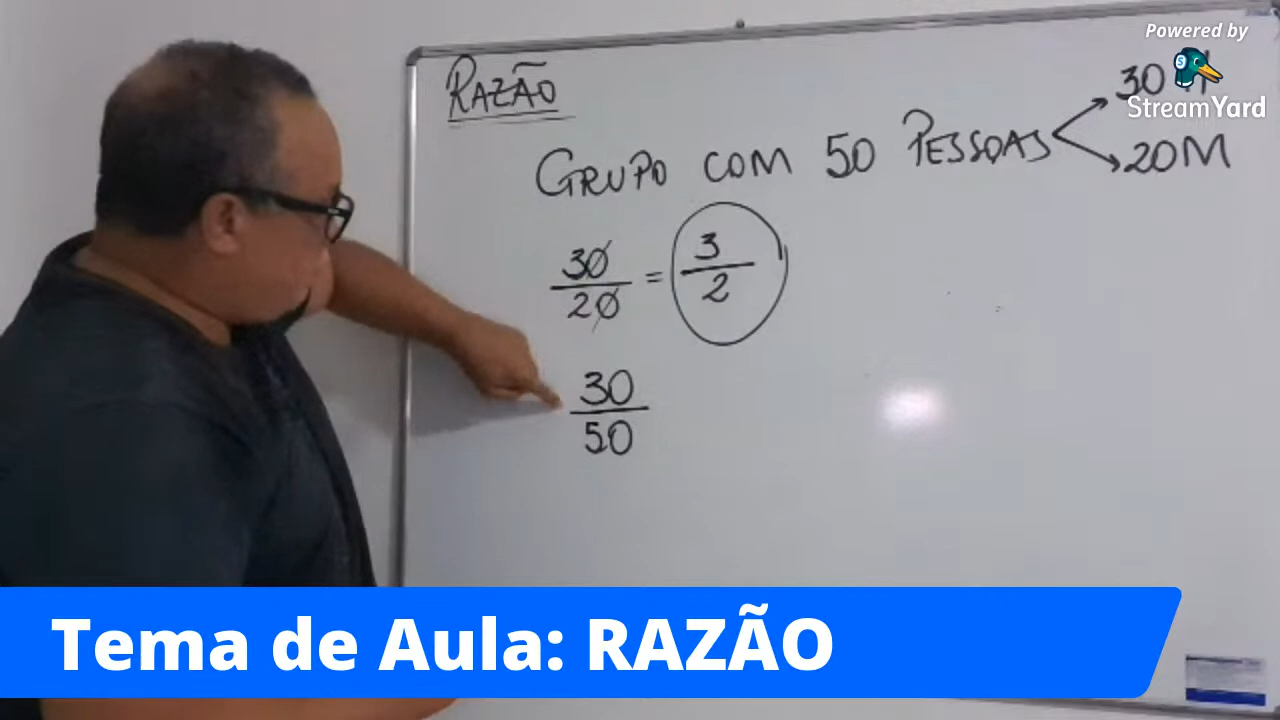 Powered by
StreamYard
RAZÃO
30 H
GRUPO COM 50 PESSOAS
20M
30/20 = 3/2
30/50
Tema de Aula: RAZÃO